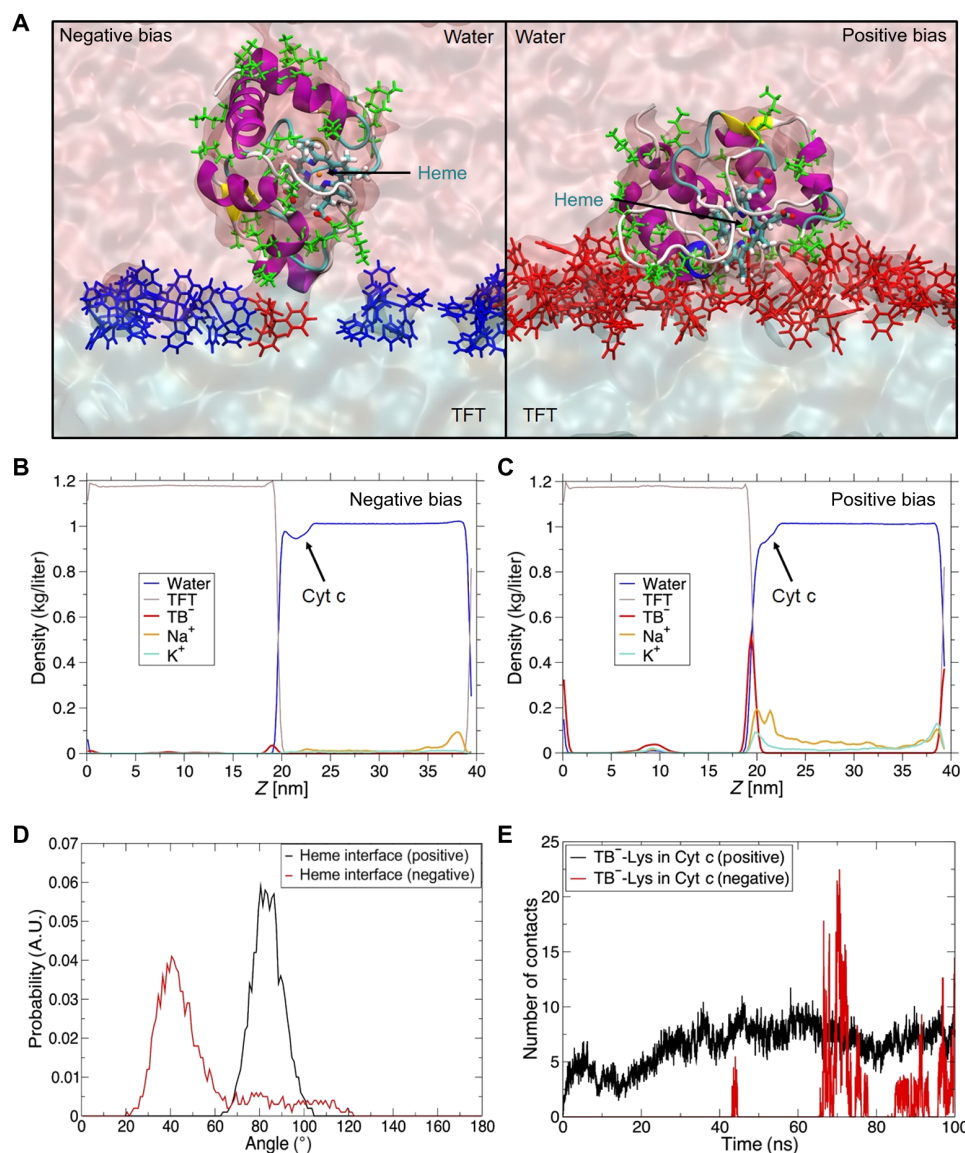 A
Negative bias
Water
Heme
TFT
Water
Positive bias
Heme
TFT
B
Negative bias
Cyt c
Water
TFT
TB⁻
Na⁺
K⁺
Density (kg/liter)
1.2
1
0.8
0.6
0.4
0.2
0
0 5 10 15 20 25 30 35 40
Z [nm]
C
Positive bias
Cyt c
Water
TFT
TB⁻
Na⁺
K⁺
Density (kg/liter)
1.2
1
0.8
0.6
0.4
0.2
0
0 5 10 15 20 25 30 35 40
Z [nm]
D
Heme interface (positive)
Heme interface (negative)
Probability (A.U.)
0.07
0.06
0.05
0.04
0.03
0.02
0.01
0
0 20 40 60 80 100 120 140 160 180
Angle (°)
E
TB⁻-Lys in Cyt c (positive)
TB⁻-Lys in Cyt c (negative)
Number of contacts
25
20
15
10
5
0
0 20 40 60 80 100
Time (ns)